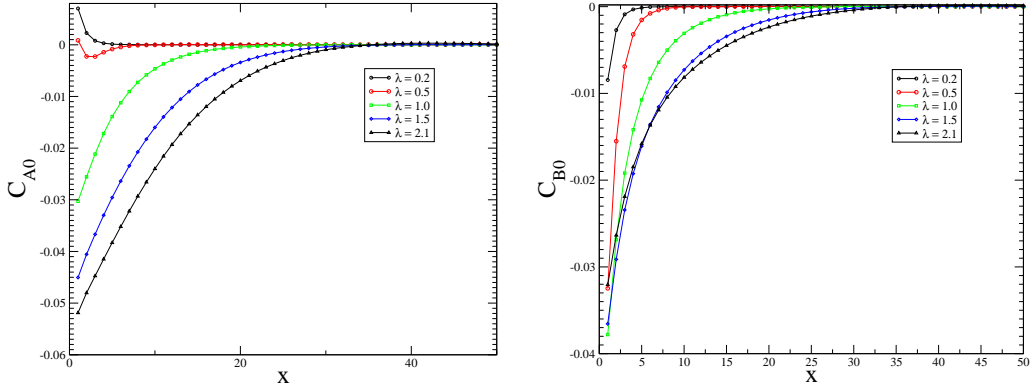 0
-0.01
-0.02
-0.03
-0.04
-0.05
-0.06
C_A0
0 20 40
x
λ = 0.2
λ = 0.5
λ = 1.0
λ = 1.5
λ = 2.1
0
-0.01
-0.02
-0.03
-0.04
C_B0
0 5 10 15 20 25 30 35 40 45 50
x
λ = 0.2
λ = 0.5
λ = 1.0
λ = 1.5
λ = 2.1